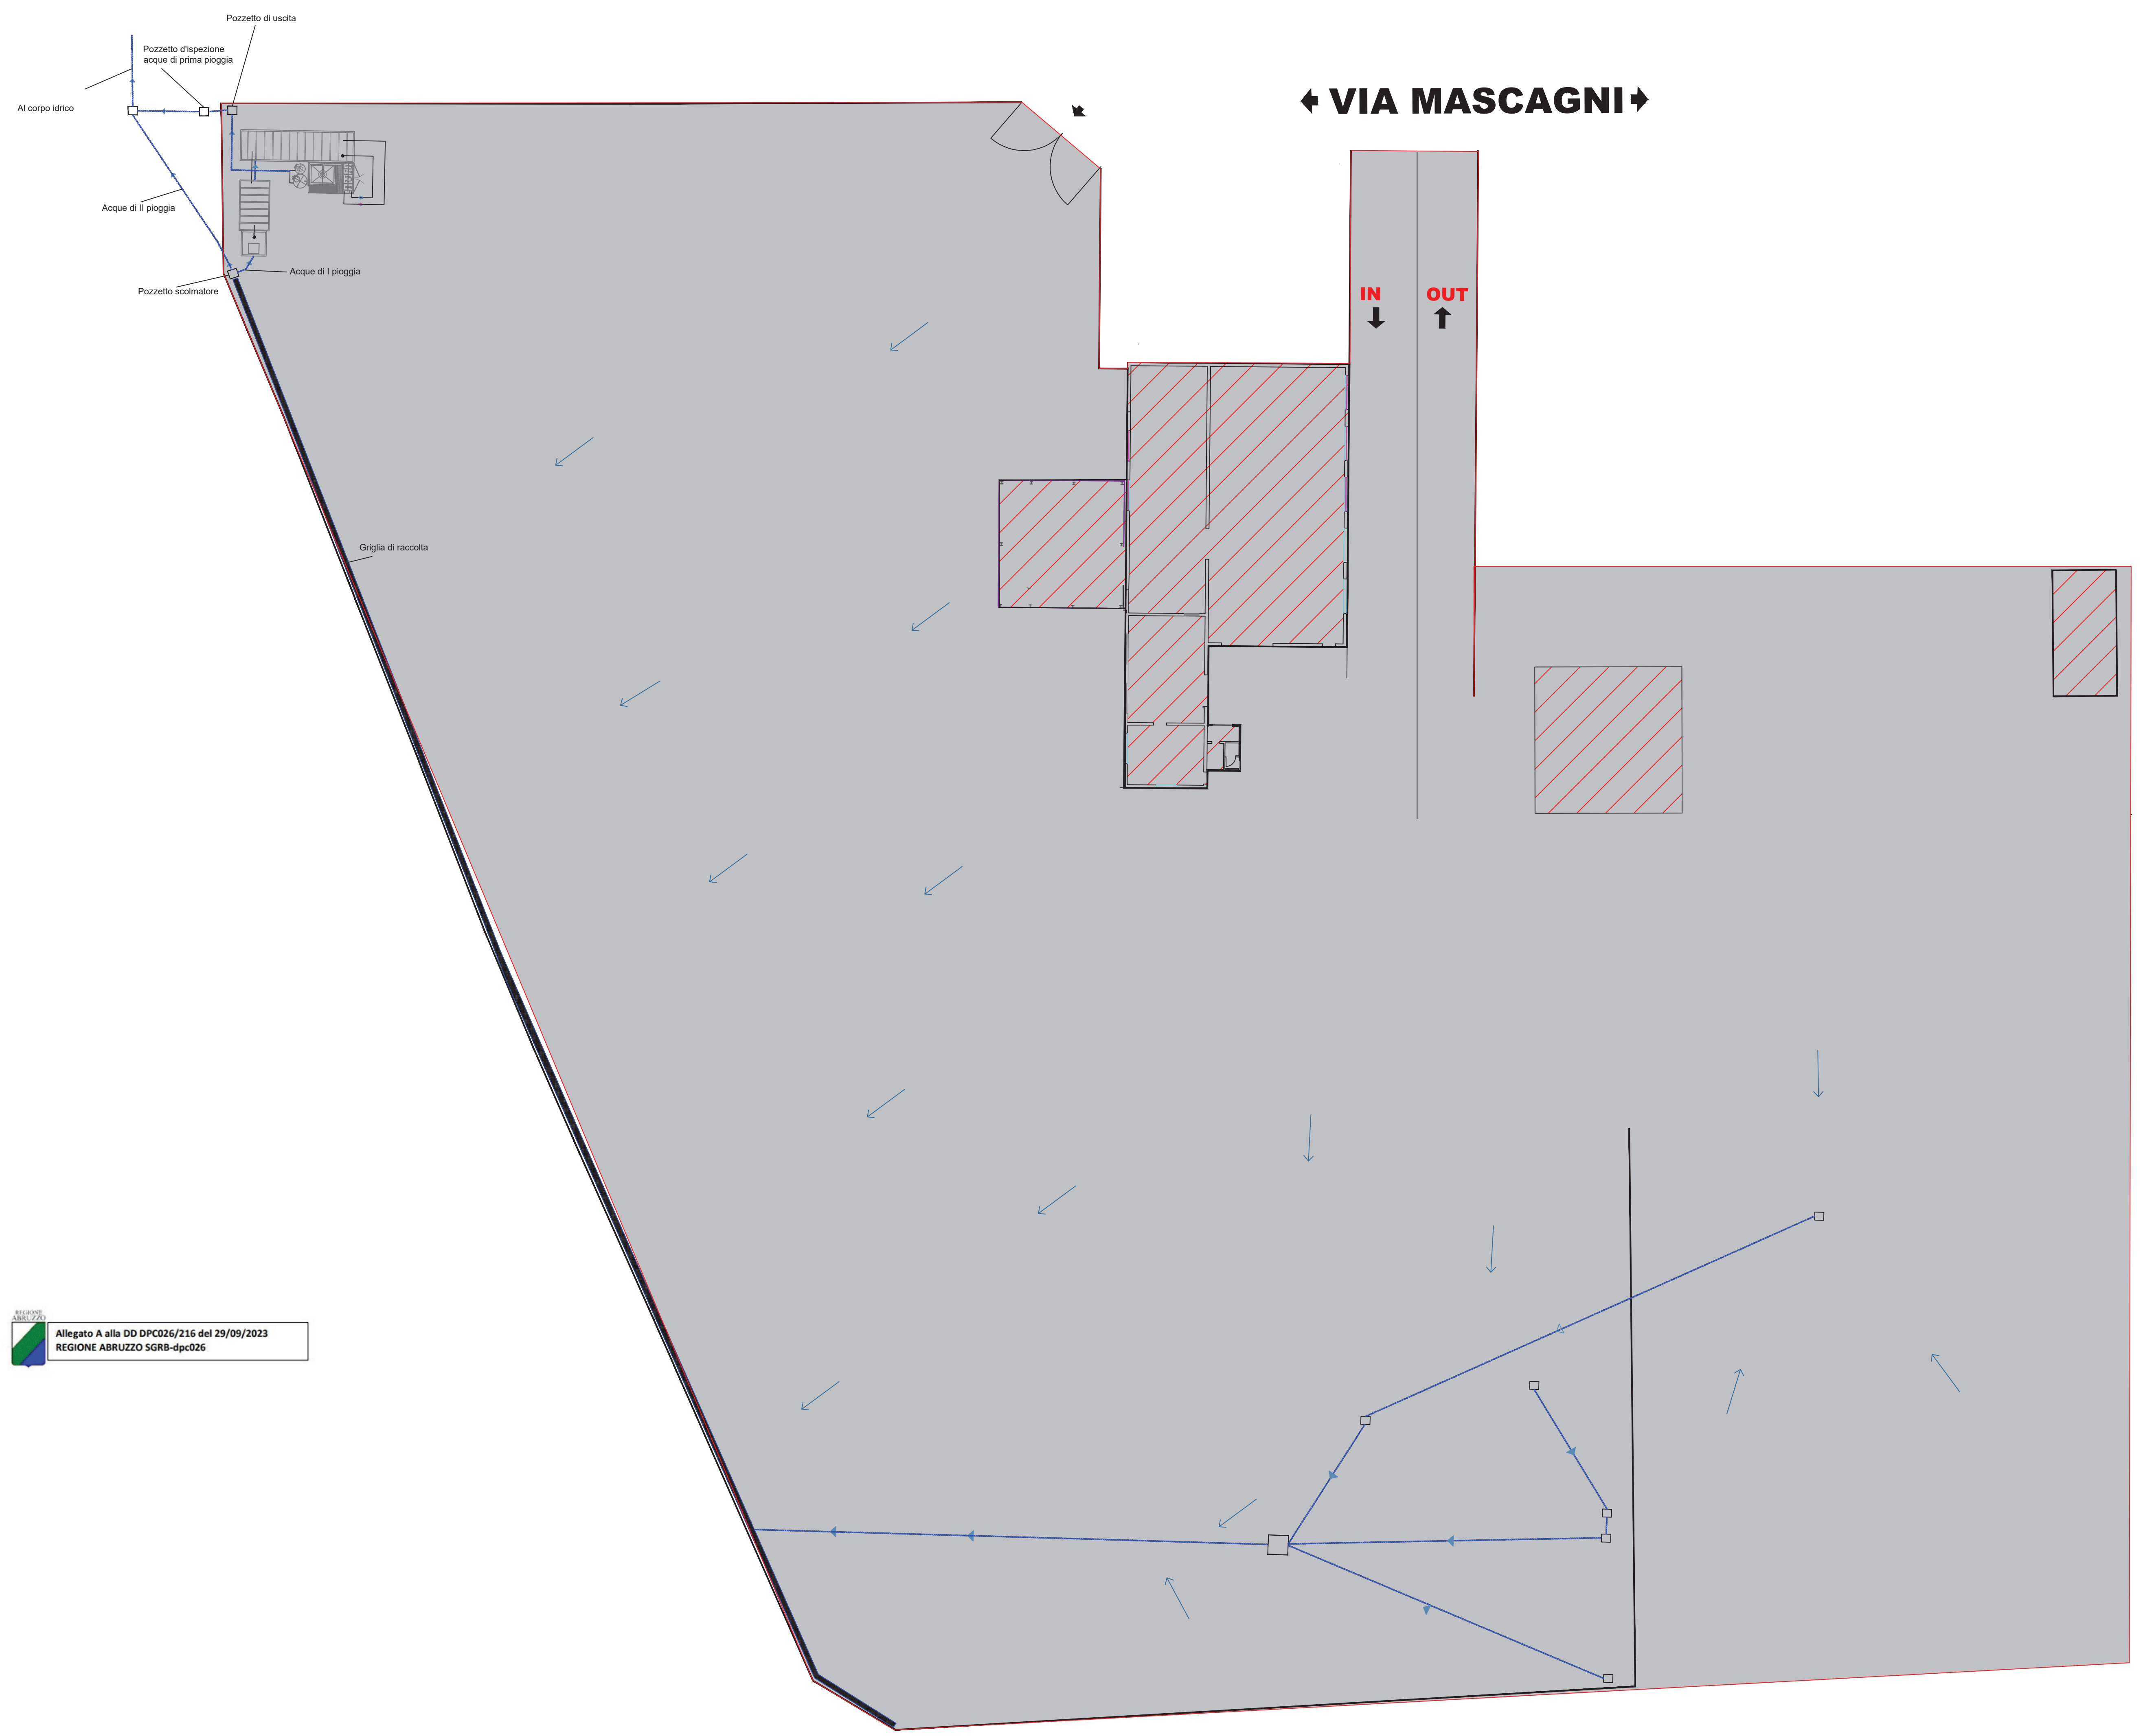 Pozzetto di uscita
Pozzetto d'ispezione
acque di prima pioggia
Al corpo idrico
VIA MASCAGNI
Acque di II pioggia
Acque di I pioggia
Pozzetto scolmatore
IN
OUT
Griglia di raccolta
REGIONE
ABRUZZO
Allegato A alla DD DPC026/216 del 29/09/2023
REGIONE ABRUZZO SGRB-dpc026